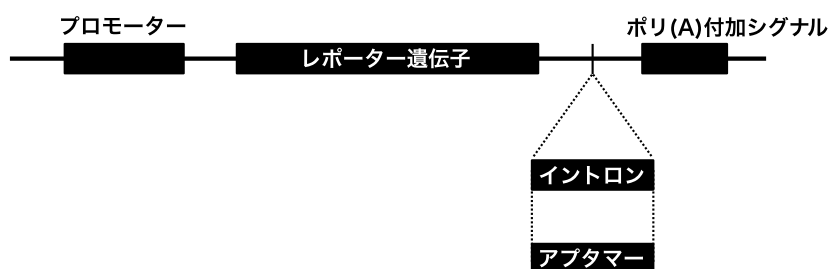 プロモーター
ポリ(A)付加シグナル
レポーター遺伝子
イントロン
アプタマー